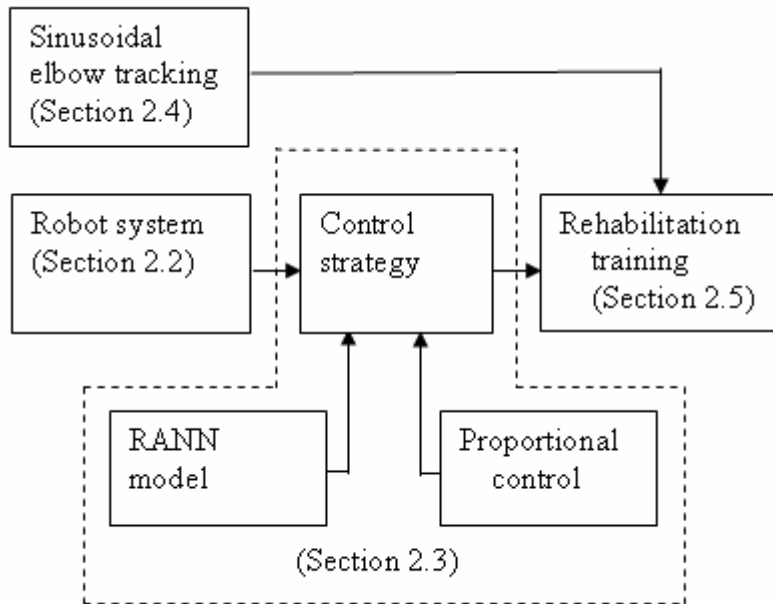 Sinusoidal
elbow tracking
(Section 2.4)
Robot system
(Section 2.2)
Control
strategy
Rehabilitation
training
(Section 2.5)
RANN
model
Proportional
control
(Section 2.3)